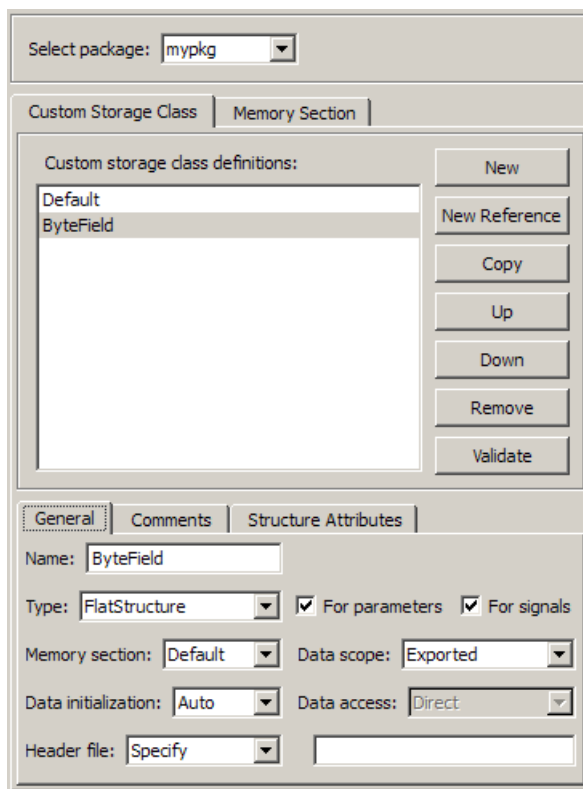 Select package: mypkg
Custom Storage Class Memory Section
Custom storage class definitions:
Default
ByteField
New
New Reference
Copy
Up
Down
Remove
Validate
General Comments Structure Attributes
Name: ByteField
Type: FlatStructure For parameters For signals
Memory section: Default Data scope: Exported
Data initialization: Auto Data access: Direct
Header file: Specify